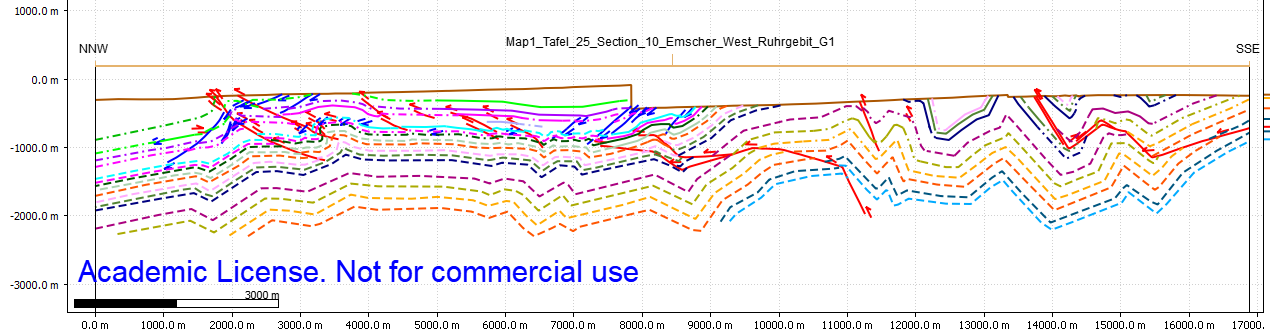 1000.0 m
Map1_Tafel_25_Section_10_Emscher_West_Ruhrgebit_G1
NNW
SSE
0.0 m
-1000.0 m
-2000.0 m
Academic License. Not for commercial use
-3000.0 m
3000 m
0.0 m 1000.0 m 2000.0 m 3000.0 m 4000.0 m 5000.0 m 6000.0 m 7000.0 m 8000.0 m 9000.0 m 10000.0 m 11000.0 m 12000.0 m 13000.0 m 14000.0 m 15000.0 m 16000.0 m 17000.